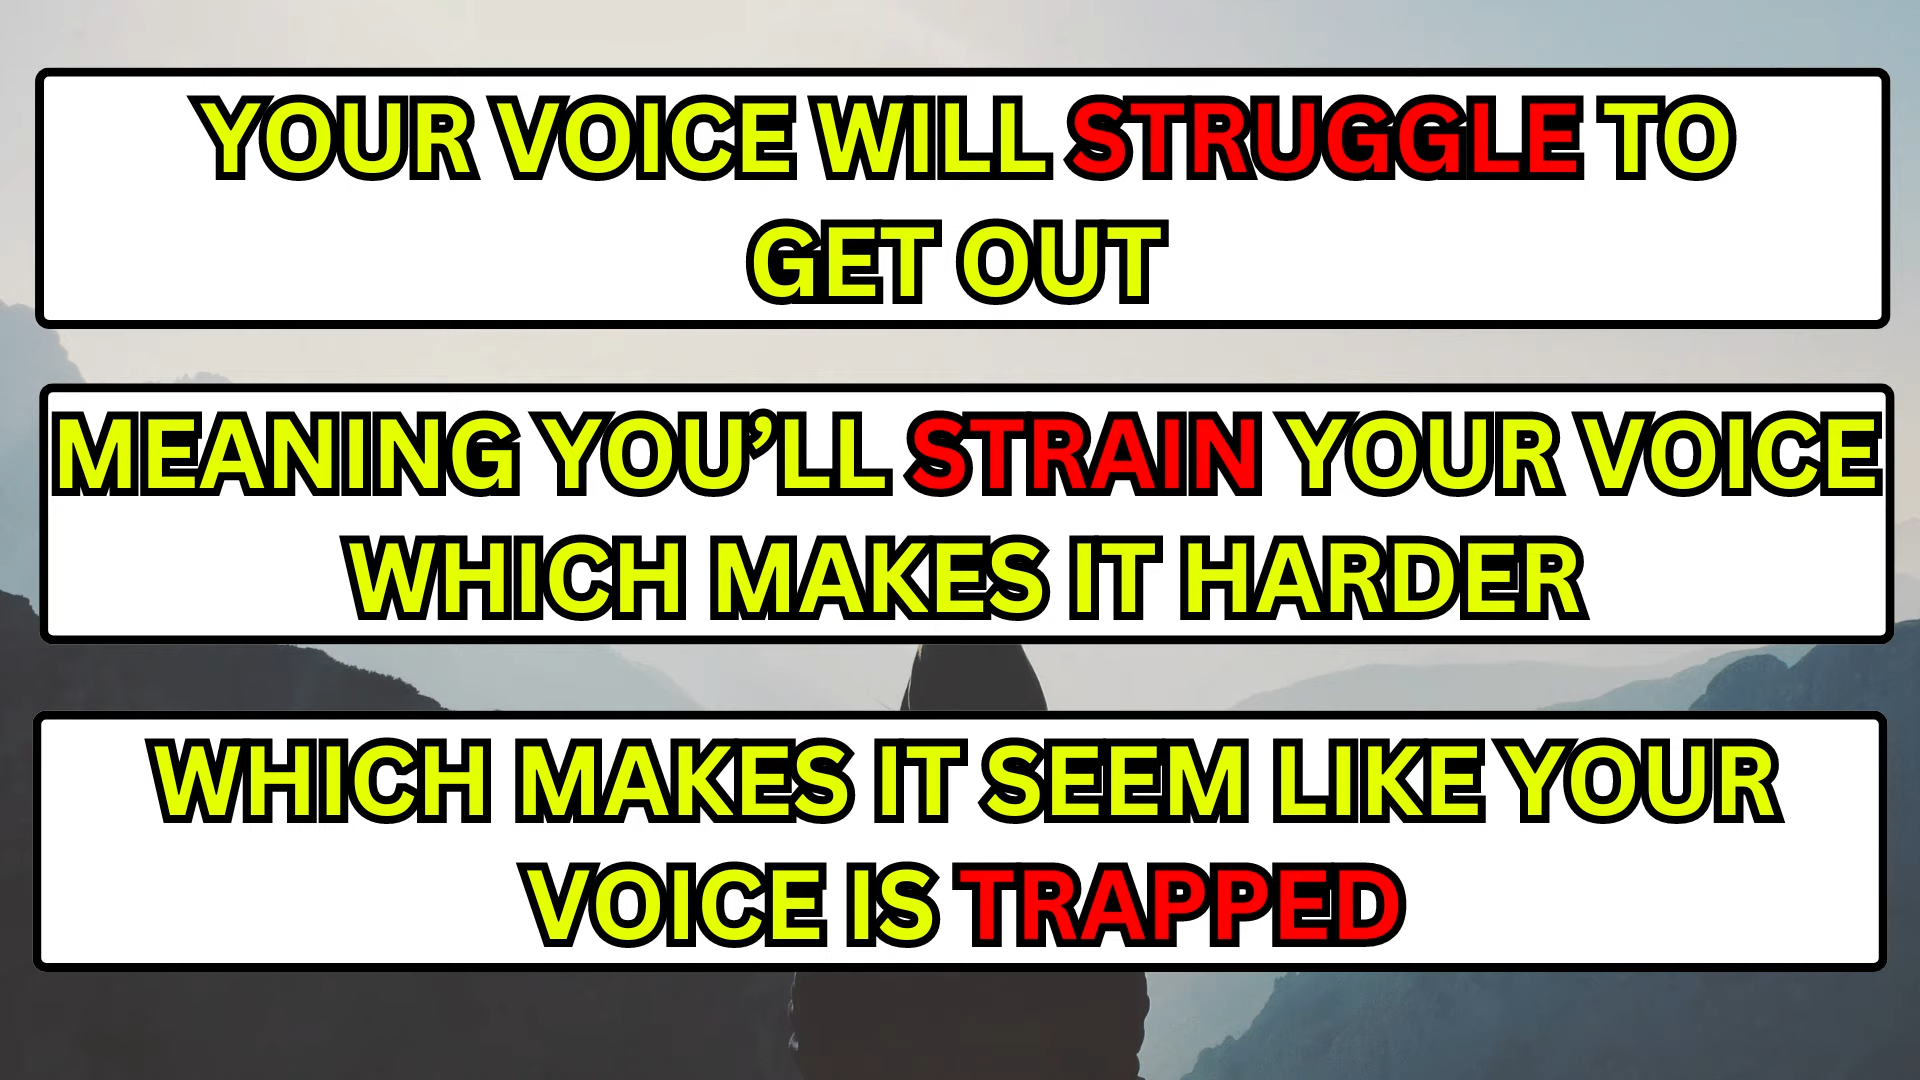 YOUR VOICE WILL STRUGGLE TO
GET OUT
MEANING YOU’LL STRAIN YOUR VOICE
WHICH MAKES IT HARDER
WHICH MAKES IT SEEM LIKE YOUR
VOICE IS TRAPPED